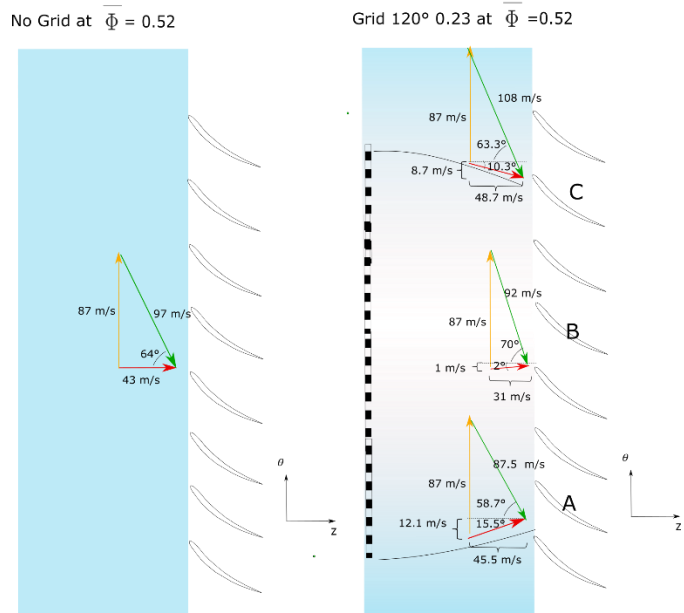 No Grid at Φ = 0.52
87 m/s
97 m/s
64°
43 m/s
θ
z
Grid 120° 0.23 at Φ =0.52
108 m/s
87 m/s
63.3°
10.3°
8.7 m/s
48.7 m/s
C
92 m/s
87 m/s
70°
2°
1 m/s
31 m/s
B
87.5 m/s
87 m/s
58.7°
12.1 m/s
15.5°
45.5 m/s
A
θ
z